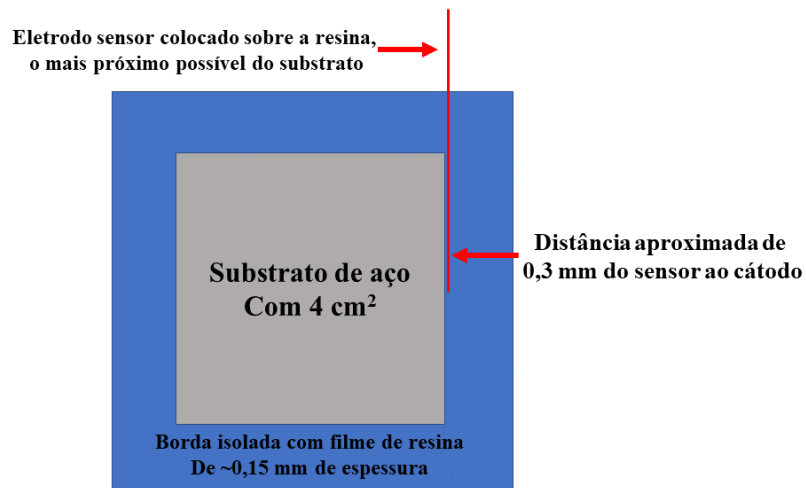 Eletrodo sensor colocado sobre a resina,
o mais próximo possível do substrato
Distância aproximada de
0,3 mm do sensor ao cátodo
Substrato de aço
Com 4 cm²
Borda isolada com filme de resina
De ~0,15 mm de espessura